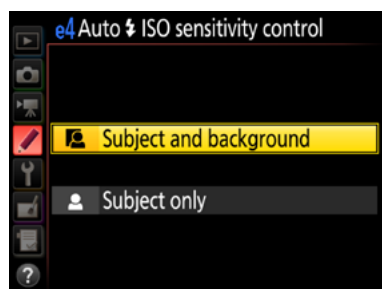 e4 Auto ⚡ ISO sensitivity control
Subject and background
Subject only
?